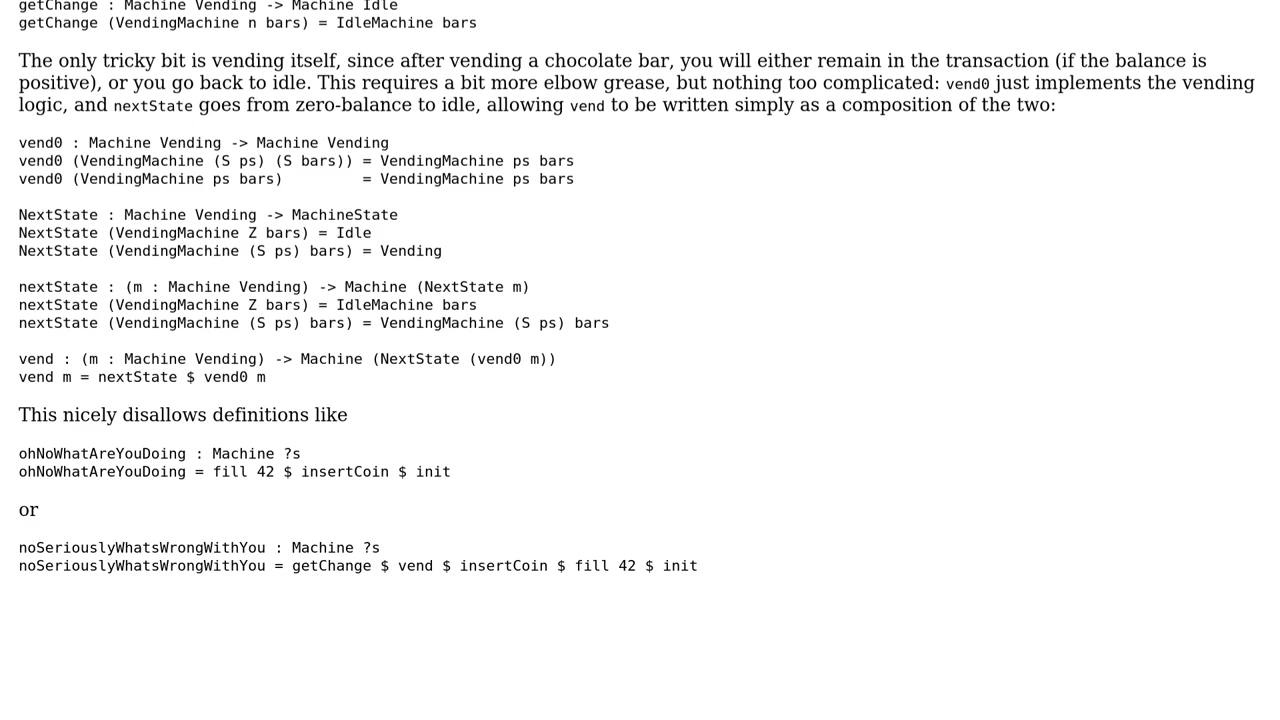 getChange : Machine Vending -> Machine Idle
getChange (VendingMachine n bars) = IdleMachine bars
The only tricky bit is vending itself, since after vending a chocolate bar, you will either remain in the transaction (if the balance is
positive), or you go back to idle. This requires a bit more elbow grease, but nothing too complicated: vend0 just implements the vending
logic, and nextState goes from zero-balance to idle, allowing vend to be written simply as a composition of the two:
vend0 : Machine Vending -> Machine Vending
vend0 (VendingMachine (S ps) (S bars)) = VendingMachine ps bars
vend0 (VendingMachine ps bars)         = VendingMachine ps bars
NextState : Machine Vending -> MachineState
NextState (VendingMachine Z bars) = Idle
NextState (VendingMachine (S ps) bars) = Vending
nextState : (m : Machine Vending) -> Machine (NextState m)
nextState (VendingMachine Z bars) = IdleMachine bars
nextState (VendingMachine (S ps) bars) = VendingMachine (S ps) bars
vend : (m : Machine Vending) -> Machine (NextState (vend0 m))
vend m = nextState $ vend0 m
This nicely disallows definitions like
ohNoWhatAreYouDoing : Machine ?s
ohNoWhatAreYouDoing = fill 42 $ insertCoin $ init
or
noSeriouslyWhatsWrongWithYou : Machine ?s
noSeriouslyWhatsWrongWithYou = getChange $ vend $ insertCoin $ fill 42 $ init